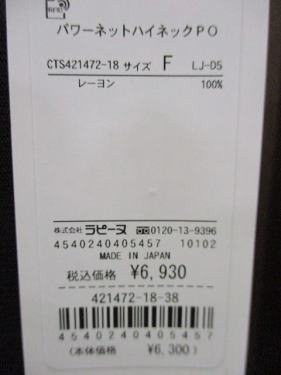 パワーネットハイネックPO
CTS421472-18 サイズ F LJ-D5
レーヨン 100%
株式会社 ラピーヌ 0120-13-9396
4540240405457 10102
MADE IN JAPAN
税込価格 ¥6,930
421472-18-38
4540240405457
(本体価格 ¥6,300)